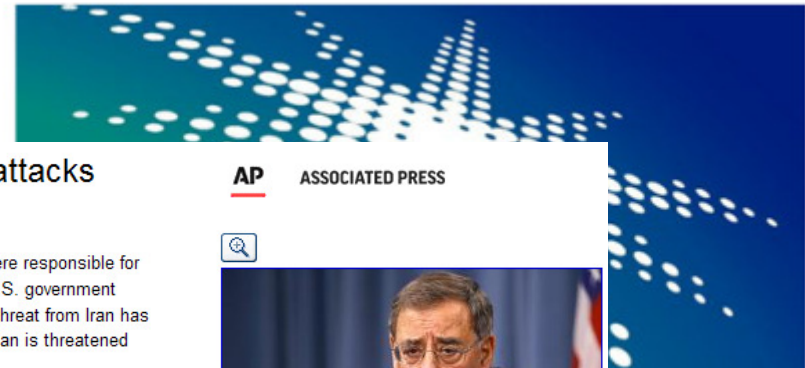 attacks
AP ASSOCIATED PRESS
ere responsible for
S. government
hreat from Iran has
an is threatened